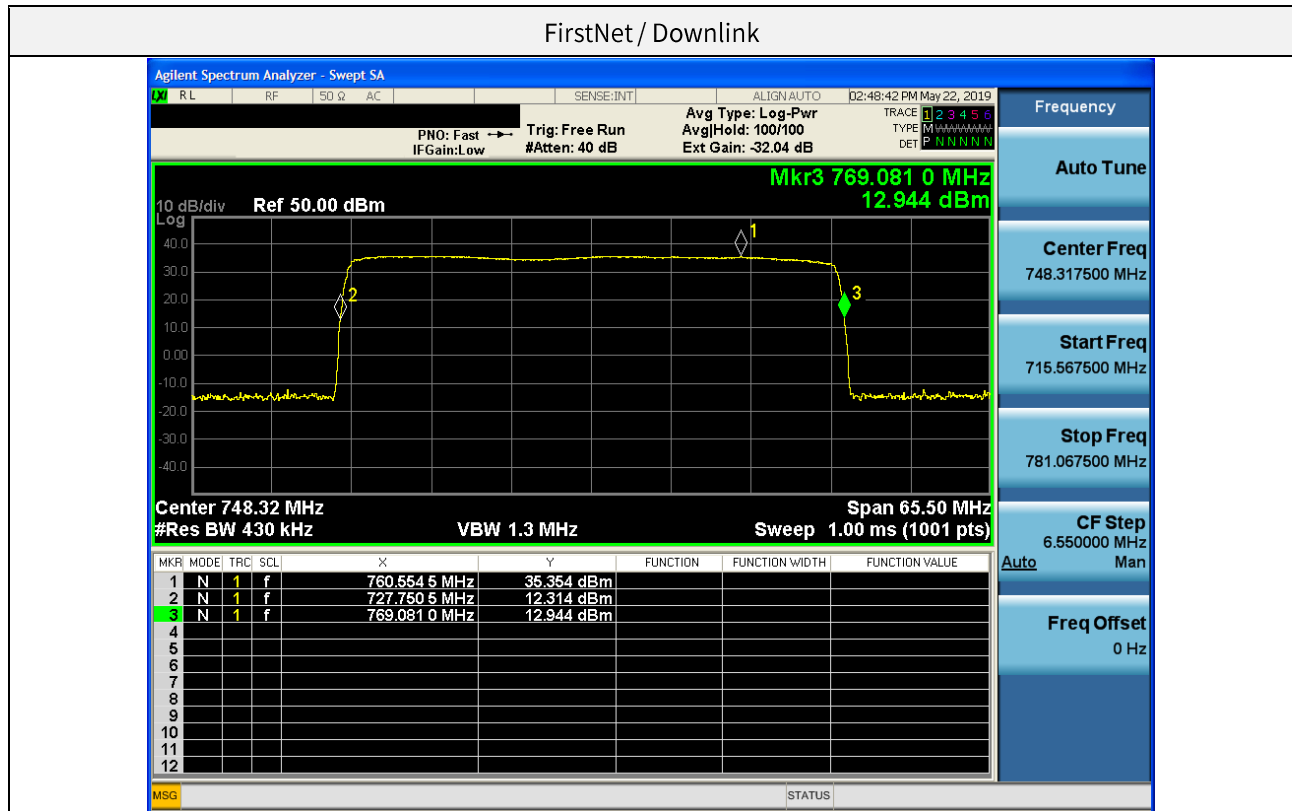 FirstNet / Downlink
Agilent Spectrum Analyzer - Swept SA
LXI RL RF 50 Ω AC SENSE:INT ALIGN AUTO 02:48:42 PM May 22, 2019
PNO: Fast Trig: Free Run Avg Type: Log-Pwr TRACE 1 2 3 4 5 6
IFGain:Low #Atten: 40 dB Avg|Hold: 100/100 TYPE M
Ext Gain: -32.04 dB DET P N N N N N
Mkr3 769.081 0 MHz
12.944 dBm
10 dB/div Ref 50.00 dBm
Log
40.0
30.0
20.0
10.0
0.00
-10.0
-20.0
-30.0
-40.0
1
2
3
Center 748.32 MHz Span 65.50 MHz
#Res BW 430 kHz VBW 1.3 MHz Sweep 1.00 ms (1001 pts)
MKR MODE TRC SCL X Y FUNCTION FUNCTION WIDTH FUNCTION VALUE
1 N 1 f 760.554 5 MHz 35.354 dBm
2 N 1 f 727.750 5 MHz 12.314 dBm
3 N 1 f 769.081 0 MHz 12.944 dBm
4
5
6
7
8
9
10
11
12
MSG STATUS
Frequency
Auto Tune
Center Freq
748.317500 MHz
Start Freq
715.567500 MHz
Stop Freq
781.067500 MHz
CF Step
6.550000 MHz
Auto Man
Freq Offset
0 Hz